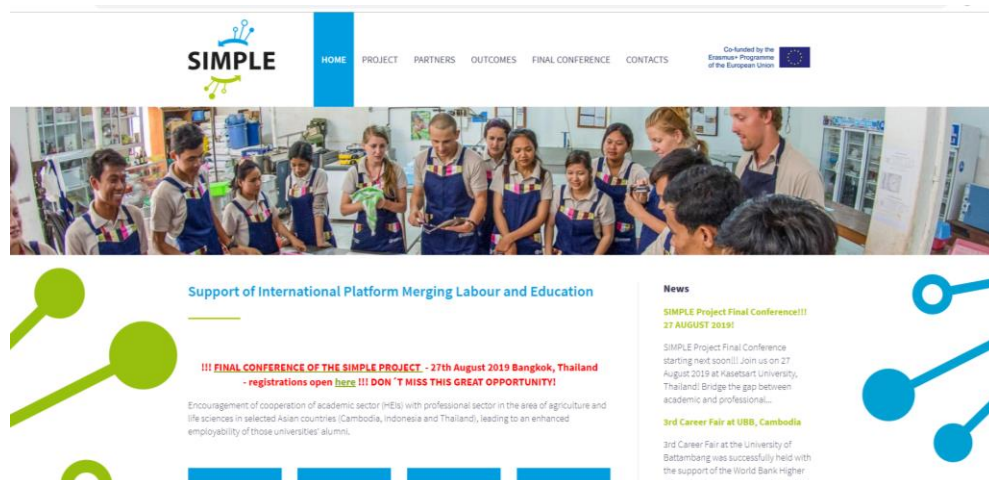 SIMPLE
HOME PROJECT PARTNERS OUTCOMES FINAL CONFERENCE CONTACTS
Co-funded by the
Erasmus+ Programme
of the European Union
Support of International Platform Merging Labour and Education
!!! FINAL CONFERENCE OF THE SIMPLE PROJECT - 27th August 2019 Bangkok, Thailand
- registrations open here !!! DON ´T MISS THIS GREAT OPPORTUNITY!
Encouragement of cooperation of academic sector (HEIs) with professional sector in the area of agriculture and
life sciences in selected Asian countries (Cambodia, Indonesia and Thailand), leading to an enhanced
employability of those universities' alumni.
News
SIMPLE Project Final Conference!!!
27 AUGUST 2019!
SIMPLE Project Final Conference
starting next soon!!! Join us on 27
August 2019 at Kasetsart University,
Thailand! Bridge the gap between
academic and professional...
3rd Career Fair at UBB, Cambodia
3rd Career Fair at the University of
Battambang was successfully held with
the support of the World Bank Higher